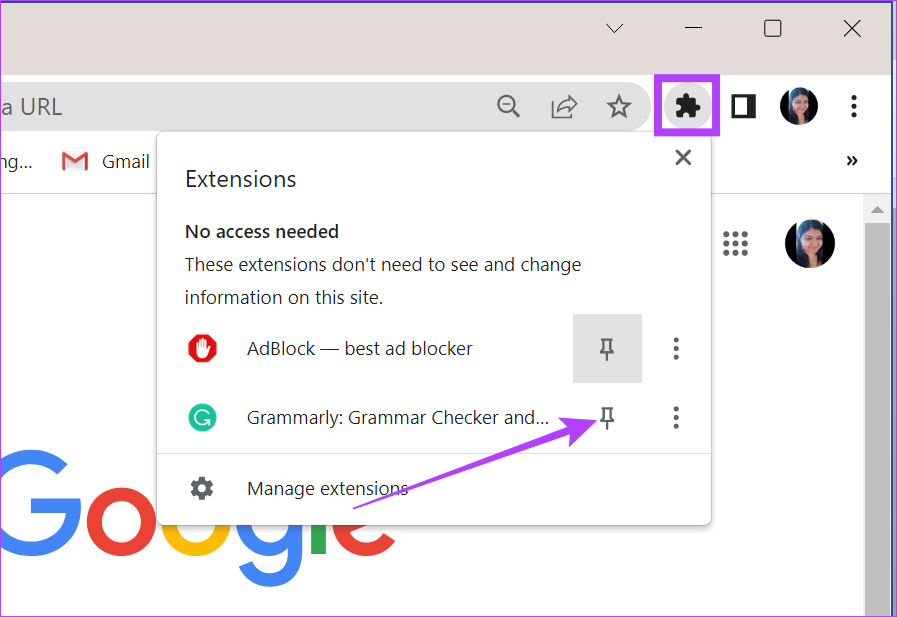 a URL
ng...
Gmail
»
Extensions
No access needed
These extensions don't need to see and change
information on this site.
AdBlock — best ad blocker
Grammarly: Grammar Checker and...
Manage extensions
Google